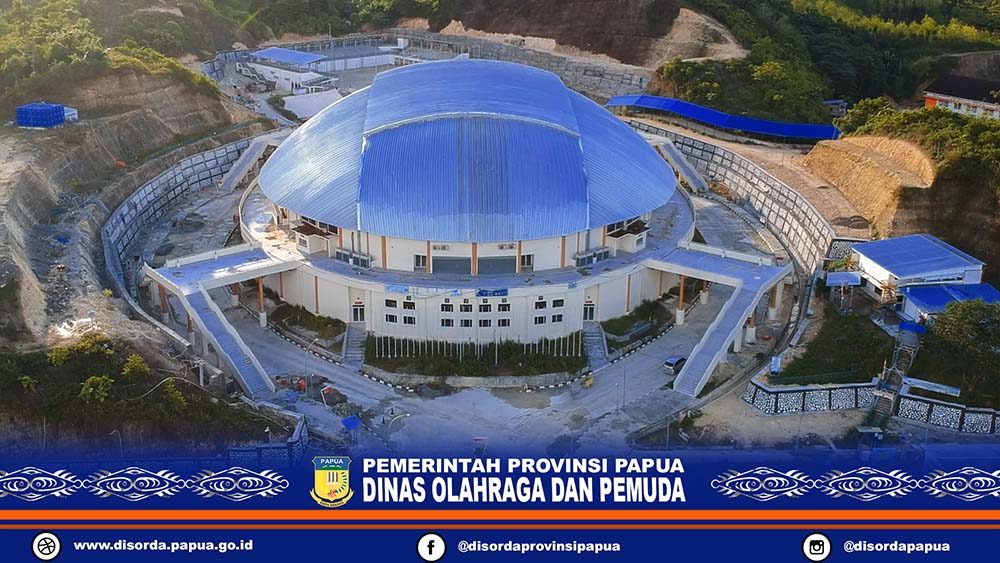 PAPUA
PEMERINTAH PROVINSI PAPUA
DINAS OLAHRAGA DAN PEMUDA
www.disorda.papua.go.id
@disordaprovinsipapua
@disordapapua